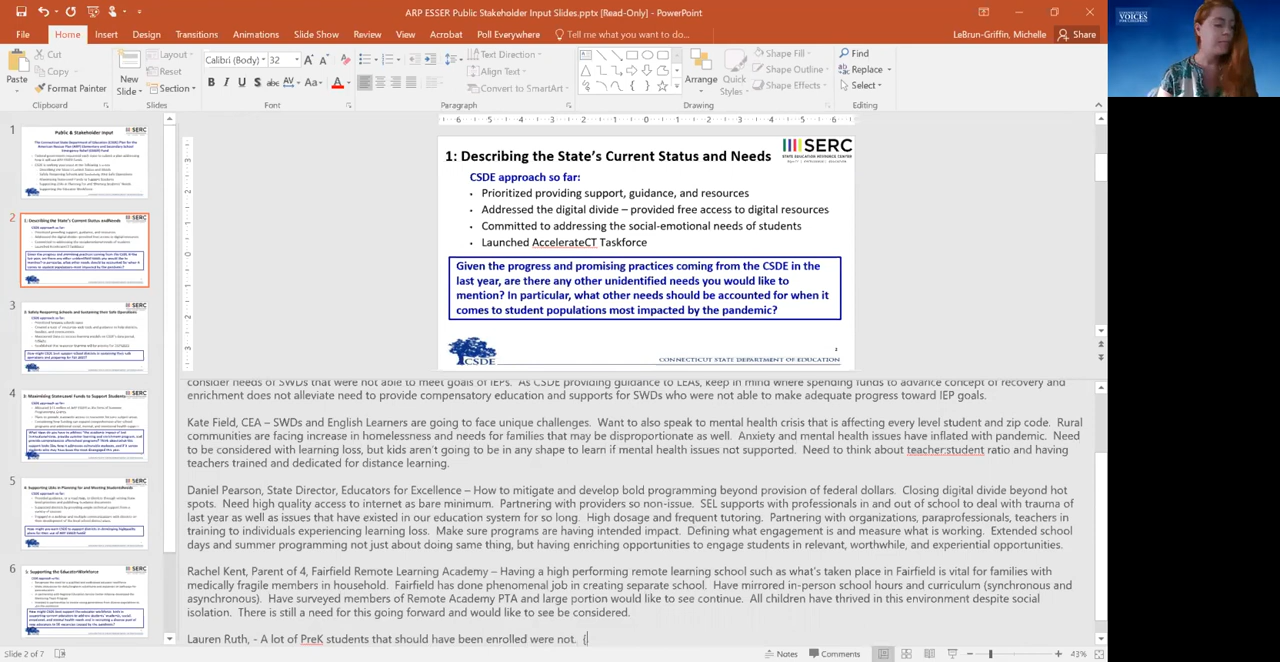 ARP ESSER Public Stakeholder Input Slides.pptx [Read-Only] - PowerPoint
File Home Insert Design Transitions Animations Slide Show Review View Acrobat Poll Everywhere Tell me what you want to do... LeBrun-Griffin, Michelle Share
Cut Copy Format Painter Paste Clipboard
New Slide Layout Reset Section Slides
Calibri (Body) 32 Font
Text Direction Align Text Convert to SmartArt Paragraph
Arrange Quick Styles Shape Fill Shape Outline Shape Effects Drawing
Find Replace Select Editing
VOICES
1
Public & Stakeholder Input
2
3
4
5
6
SERC
STATE EDUCATION RESOURCE CENTER
1: Describing the State's Current Status and Needs
CSDE approach so far:
Prioritized providing support, guidance, and resources
Addressed the digital divide – provided free access to digital resources
Committed to addressing the social-emotional needs of students
Launched AccelerateCT Taskforce
Given the progress and promising practices coming from the CSDE in the
last year, are there any other unidentified needs you would like to
mention? In particular, what other needs should be accounted for when it
comes to student populations most impacted by the pandemic?
CONNECTICUT STATE DEPARTMENT OF EDUCATION
consider needs of SWDs that were not able to meet goals of IEPs. As CSDE providing guidance to LEAs, keep in mind where spending funds to advance concept of recovery and
enrichment does not alleviate need to provide compensatory education and supports for SWDs who were not able to make adequate progress toward IEP goals.
Kate Field, CEA – SWDs and English Learners are going to face extra challenges. Want to also speak to mental health crisis that is affecting every level student and zip code. Rural
communities are facing increase in homelessness and mental health issues – may be disproportionate as well. Mental health issues have inflated with pandemic. Need
to be considered with learning loss, but kids aren't going to be in any shape to learn if mental health issues not supported. Need to think about teacher:student ratio and having
teachers trained and dedicated for distance learning.
Daniel Pearson, State Director, Educators for Excellence – opportunities and develop bold programming before provision of federal dollars. Closing digital divide beyond hot
spots. Need high quality access to internet as bare minimum – partner with providers so non-issue. SEL supports with professionals in and out of school to deal with trauma of
last year as well as issues that have existed in our education system for too long. High dosage and frequent tutoring. Partnering with organizations, paraprofessionals, teachers in
training to individuals experiencing learning loss. Make sure programs are having intended impact. Defining what engagement is and measure what is working. Extended school
days and summer programming not just about doing same thing, but having enriching opportunities to engage students in relevant, worthwhile, and experiential opportunities.
Rachel Kent, Parent of 4, Fairfield Remote Learning Academy – having a high-performing remote learning school such as what's taken place in Fairfield is vital for families with
medically fragile members in household. Fairfield has done phenomenal job in creating separate school. Have had regular school hours and curriculum (synchronous and
asynchronous). Have surveyed members of Remote Academy PTA and large portion would like to see continue. Children have thrived in this environment despite social
isolation. There is still a need for this going forward and for it to be considered.
Lauren Ruth, - A lot of PreK students that should have been enrolled were not. (
Slide 2 of 7 Notes Comments 43%